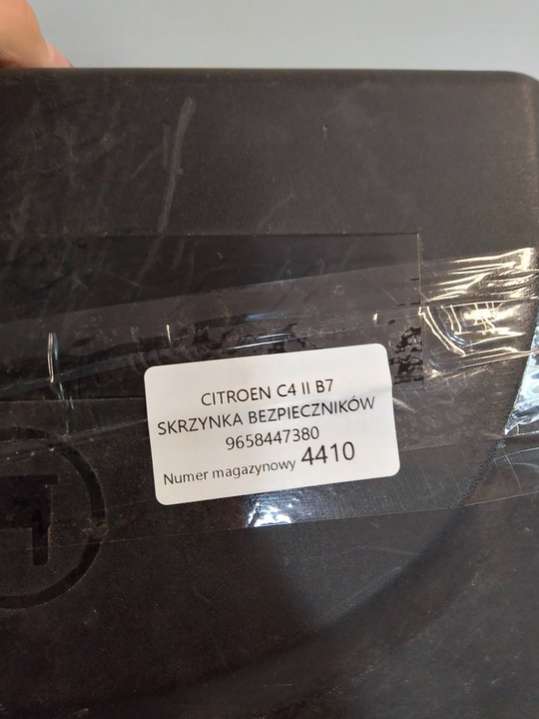 CITROEN C4 II B7
SKRZYNKA BEZPIECZNIKÓW
9658447380
Numer magazynowy 4410